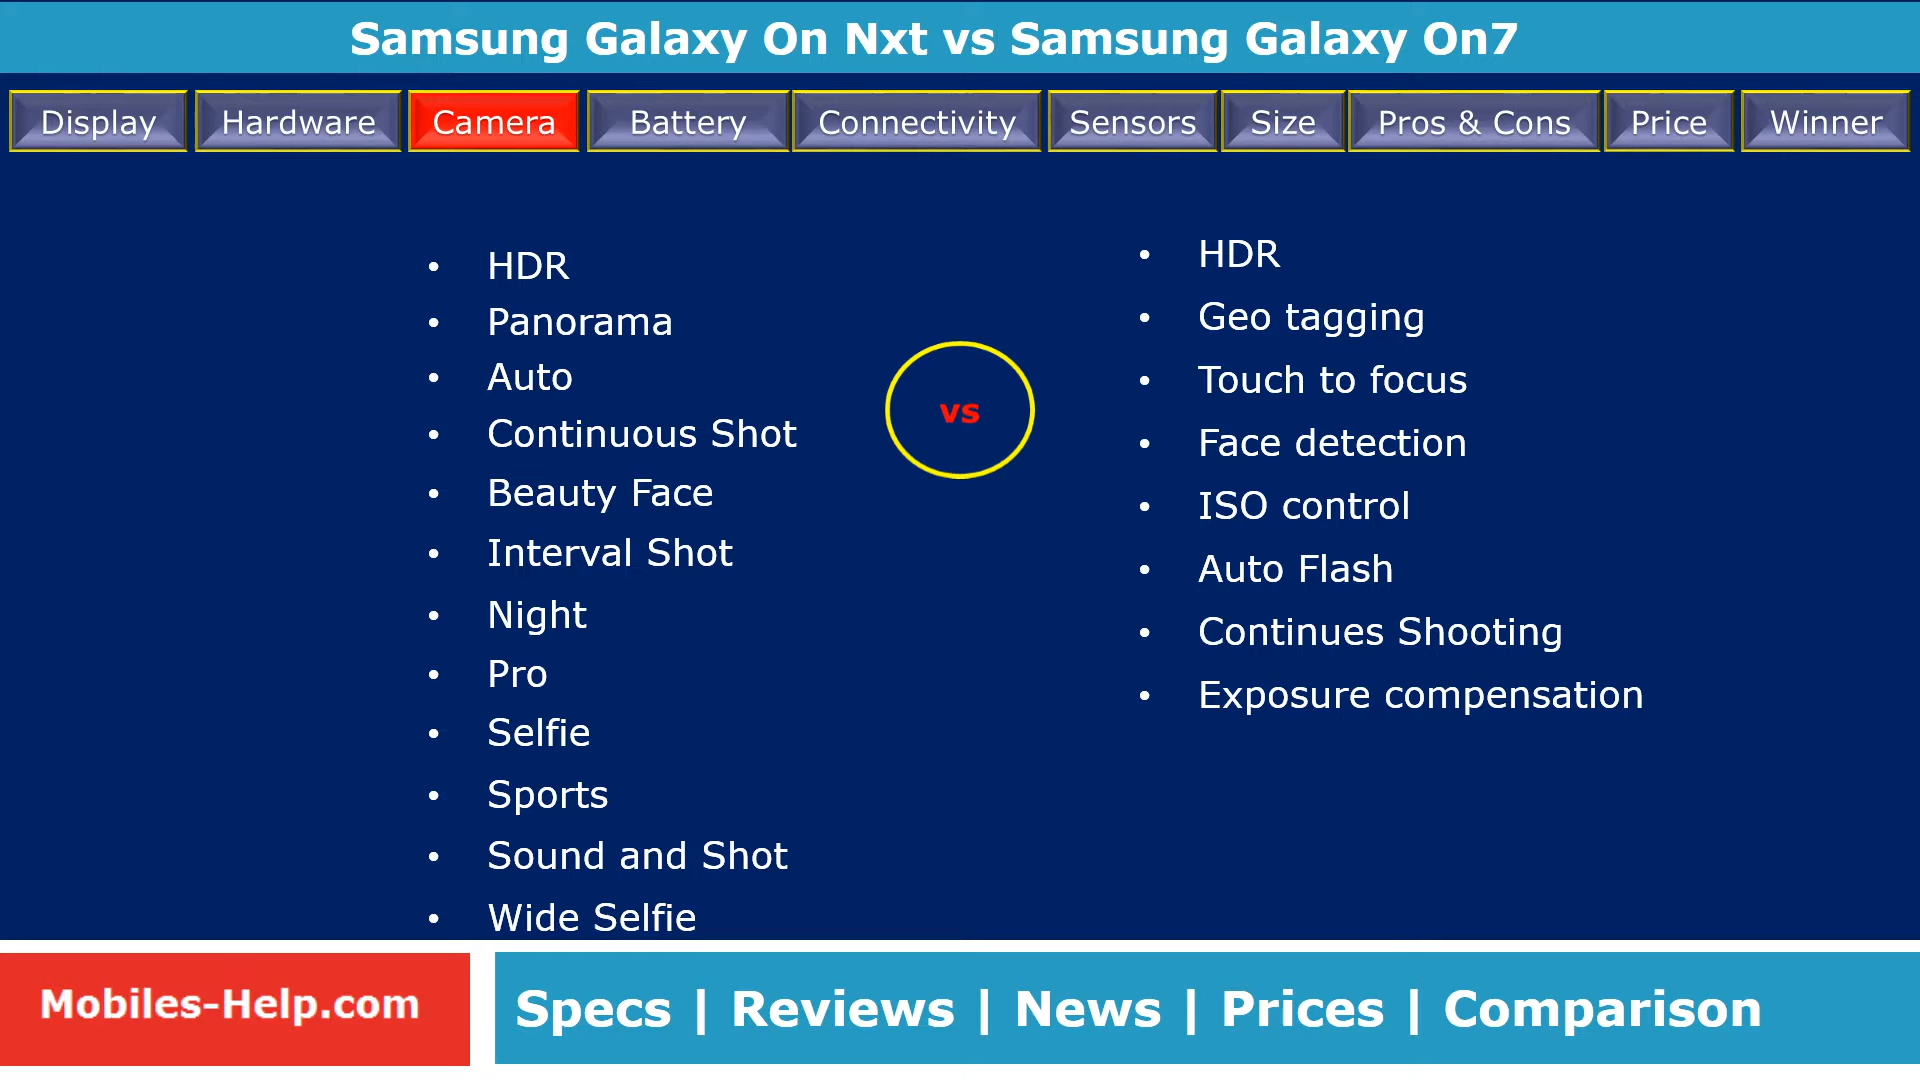 Samsung Galaxy On Nxt vs Samsung Galaxy On7
Display Hardware Camera Battery Connectivity Sensors Size Pros & Cons Price Winner
• HDR
• Panorama
• Auto
• Continuous Shot
• Beauty Face
• Interval Shot
• Night
• Pro
• Selfie
• Sports
• Sound and Shot
• Wide Selfie
vs
• HDR
• Geo tagging
• Touch to focus
• Face detection
• ISO control
• Auto Flash
• Continues Shooting
• Exposure compensation
Mobiles-Help.com
Specs | Reviews | News | Prices | Comparison